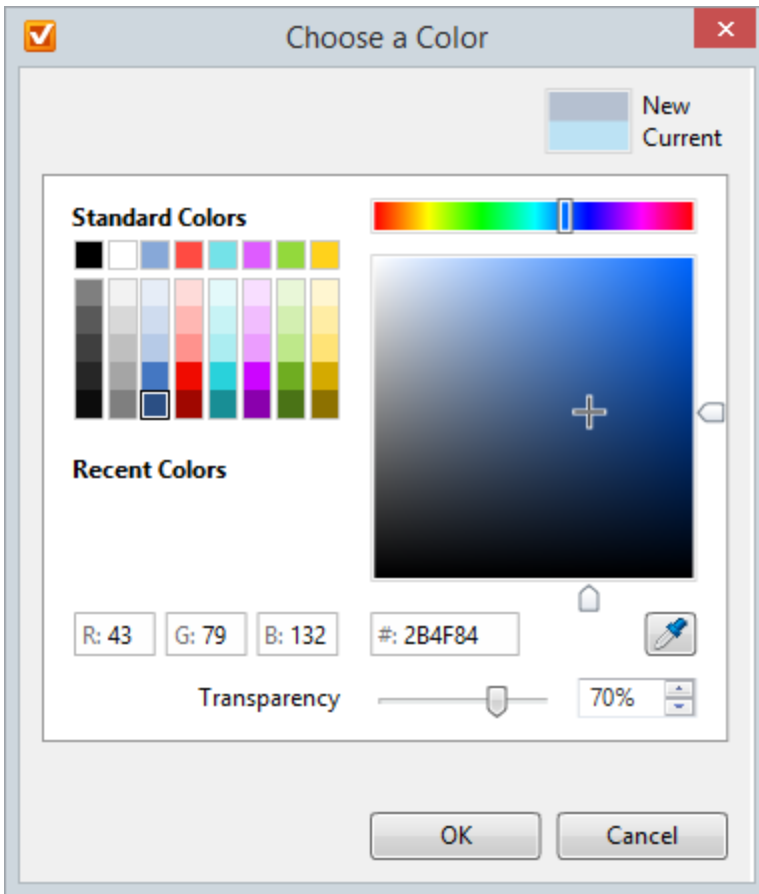 Choose a Color
New
Current
Standard Colors
Recent Colors
R: 43 G: 79 B: 132 #: 2B4F84
Transparency 70%
OK Cancel